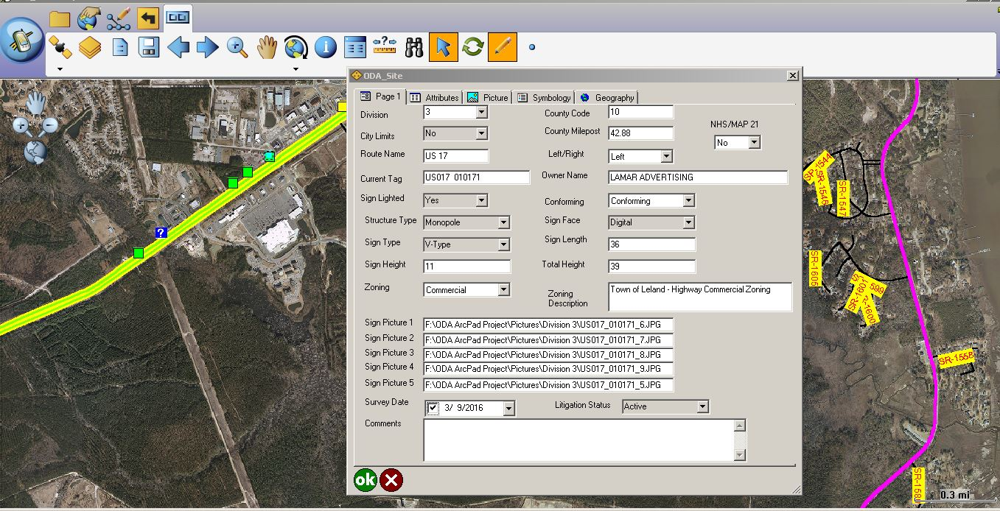 ODA_Site
Page 1 Attributes Picture Symbology Geography
Division 3 County Code 10
NHS/MAP 21
City Limits No County Milepost 42.88
No
Route Name US 17 Left/Right Left
Current Tag US017 010171 Owner Name LAMAR ADVERTISING
Sign Lighted Yes Conforming Conforming
Structure Type Monopole Sign Face Digital
Sign Type V-Type Sign Length 36
Sign Height 11 Total Height 39
Zoning Commercial Zoning Description Town of Leland - Highway Commercial Zoning
Sign Picture 1 F:\ODA ArcPad Project\Pictures\Division 3\US017_010171_6.JPG
Sign Picture 2 F:\ODA ArcPad Project\Pictures\Division 3\US017_010171_7.JPG
Sign Picture 3 F:\ODA ArcPad Project\Pictures\Division 3\US017_010171_8.JPG
Sign Picture 4 F:\ODA ArcPad Project\Pictures\Division 3\US017_010171_9.JPG
Sign Picture 5 F:\ODA ArcPad Project\Pictures\Division 3\US017_010171_5.JPG
Survey Date 3/ 9/2016 Litigation Status Active
Comments
ok
?
SR-1547
SR-1606
SR-1601
SR-1558
0.3 mi